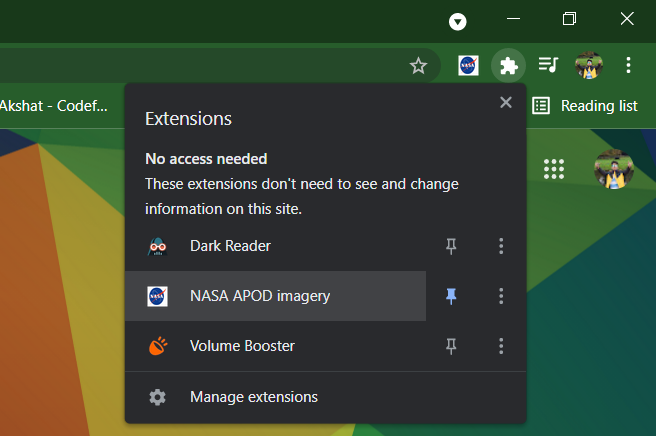 Akshat - Codef...
Reading list
Extensions
No access needed
These extensions don't need to see and change
information on this site.
Dark Reader
NASA
NASA APOD imagery
Volume Booster
Manage extensions